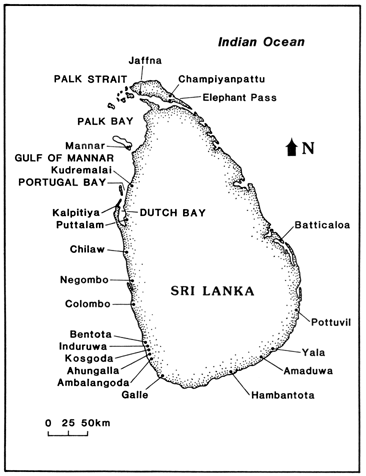 Indian Ocean
Jaffna
PALK STRAIT
Champiyanpattu
Elephant Pass
PALK BAY
N
Mannar
GULF OF MANNAR
Kudremalai
PORTUGAL BAY
Kalpitiya
DUTCH BAY
Puttalam
Batticaloa
Chilaw
Negombo
SRI LANKA
Colombo
Pottuvil
Bentota
Induruwa
Yala
Kosgoda
Amaduwa
Ahungalla
Ambalangoda
Galle
Hambantota
0 25 50km